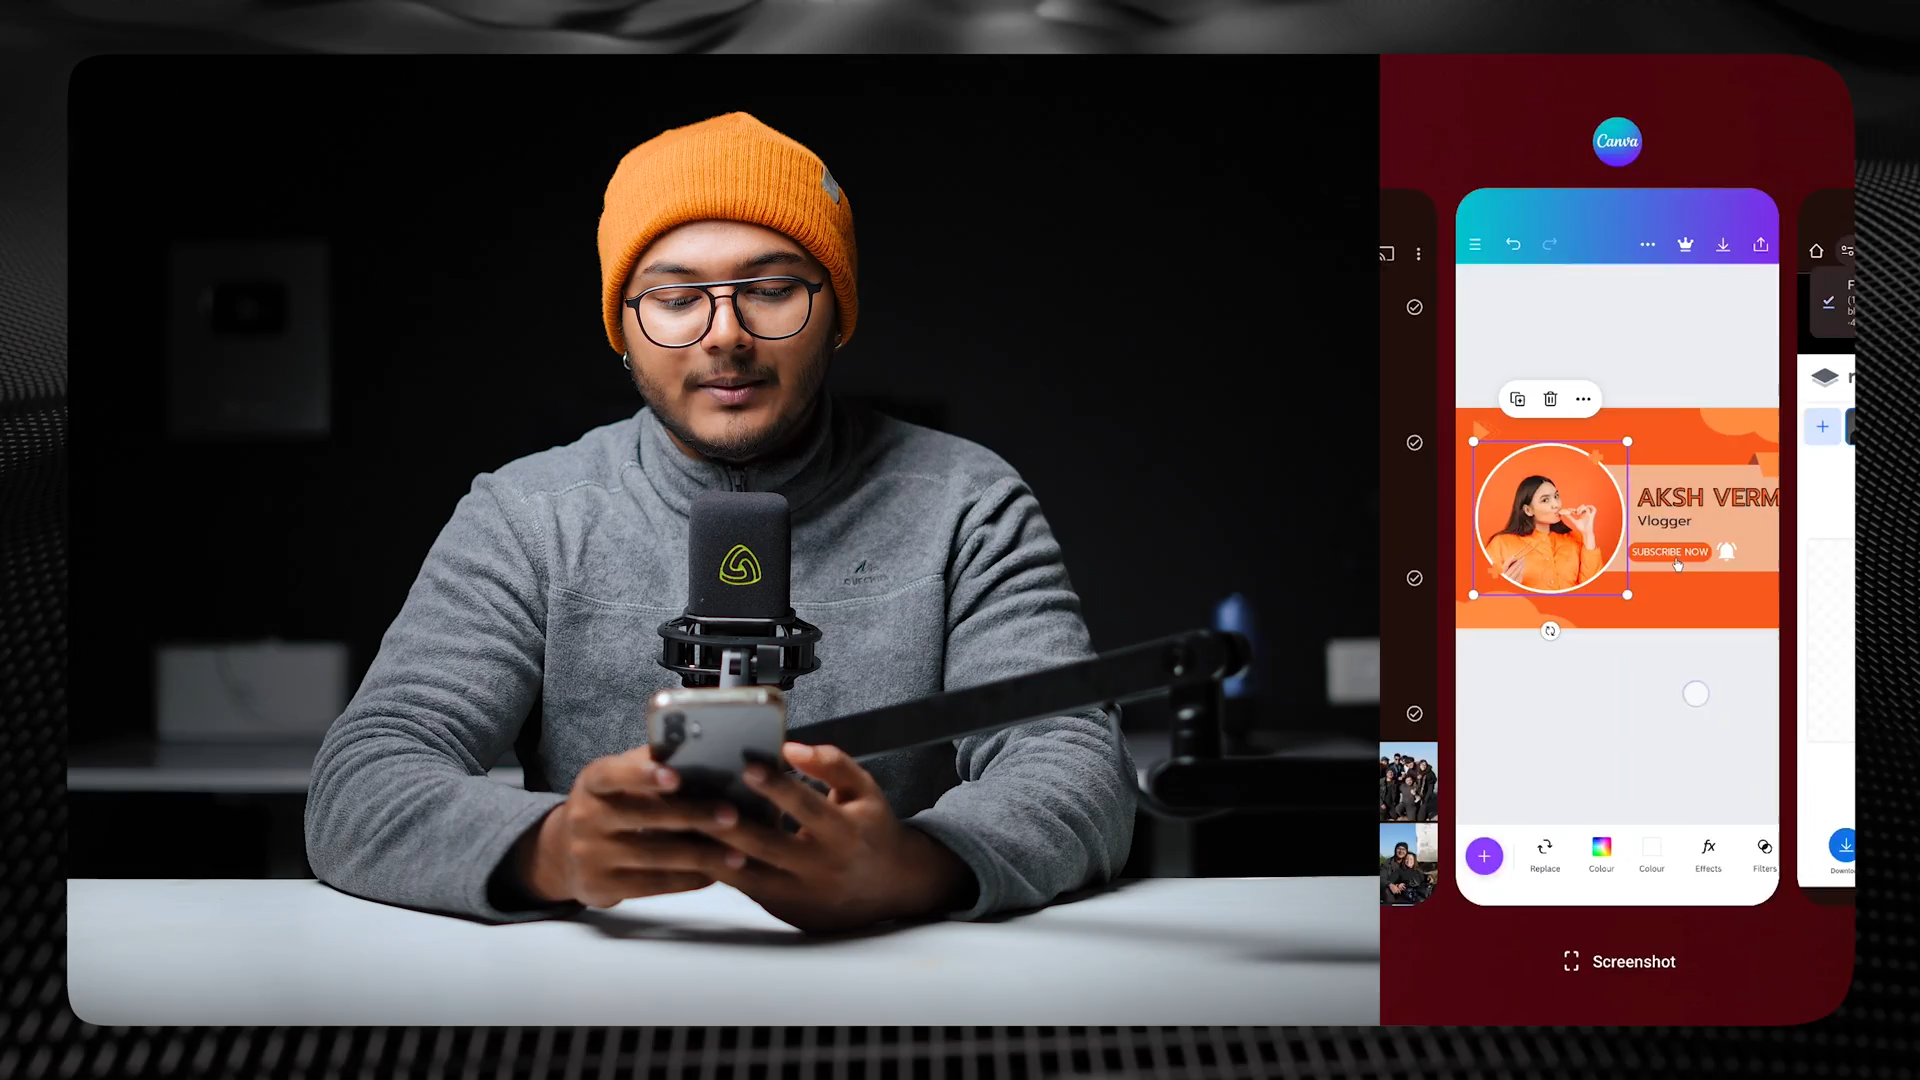 Canva
AKSH VERM
Vlogger
SUBSCRIBE NOW
Replace
Colour
Colour
Effects
Filters
Screenshot